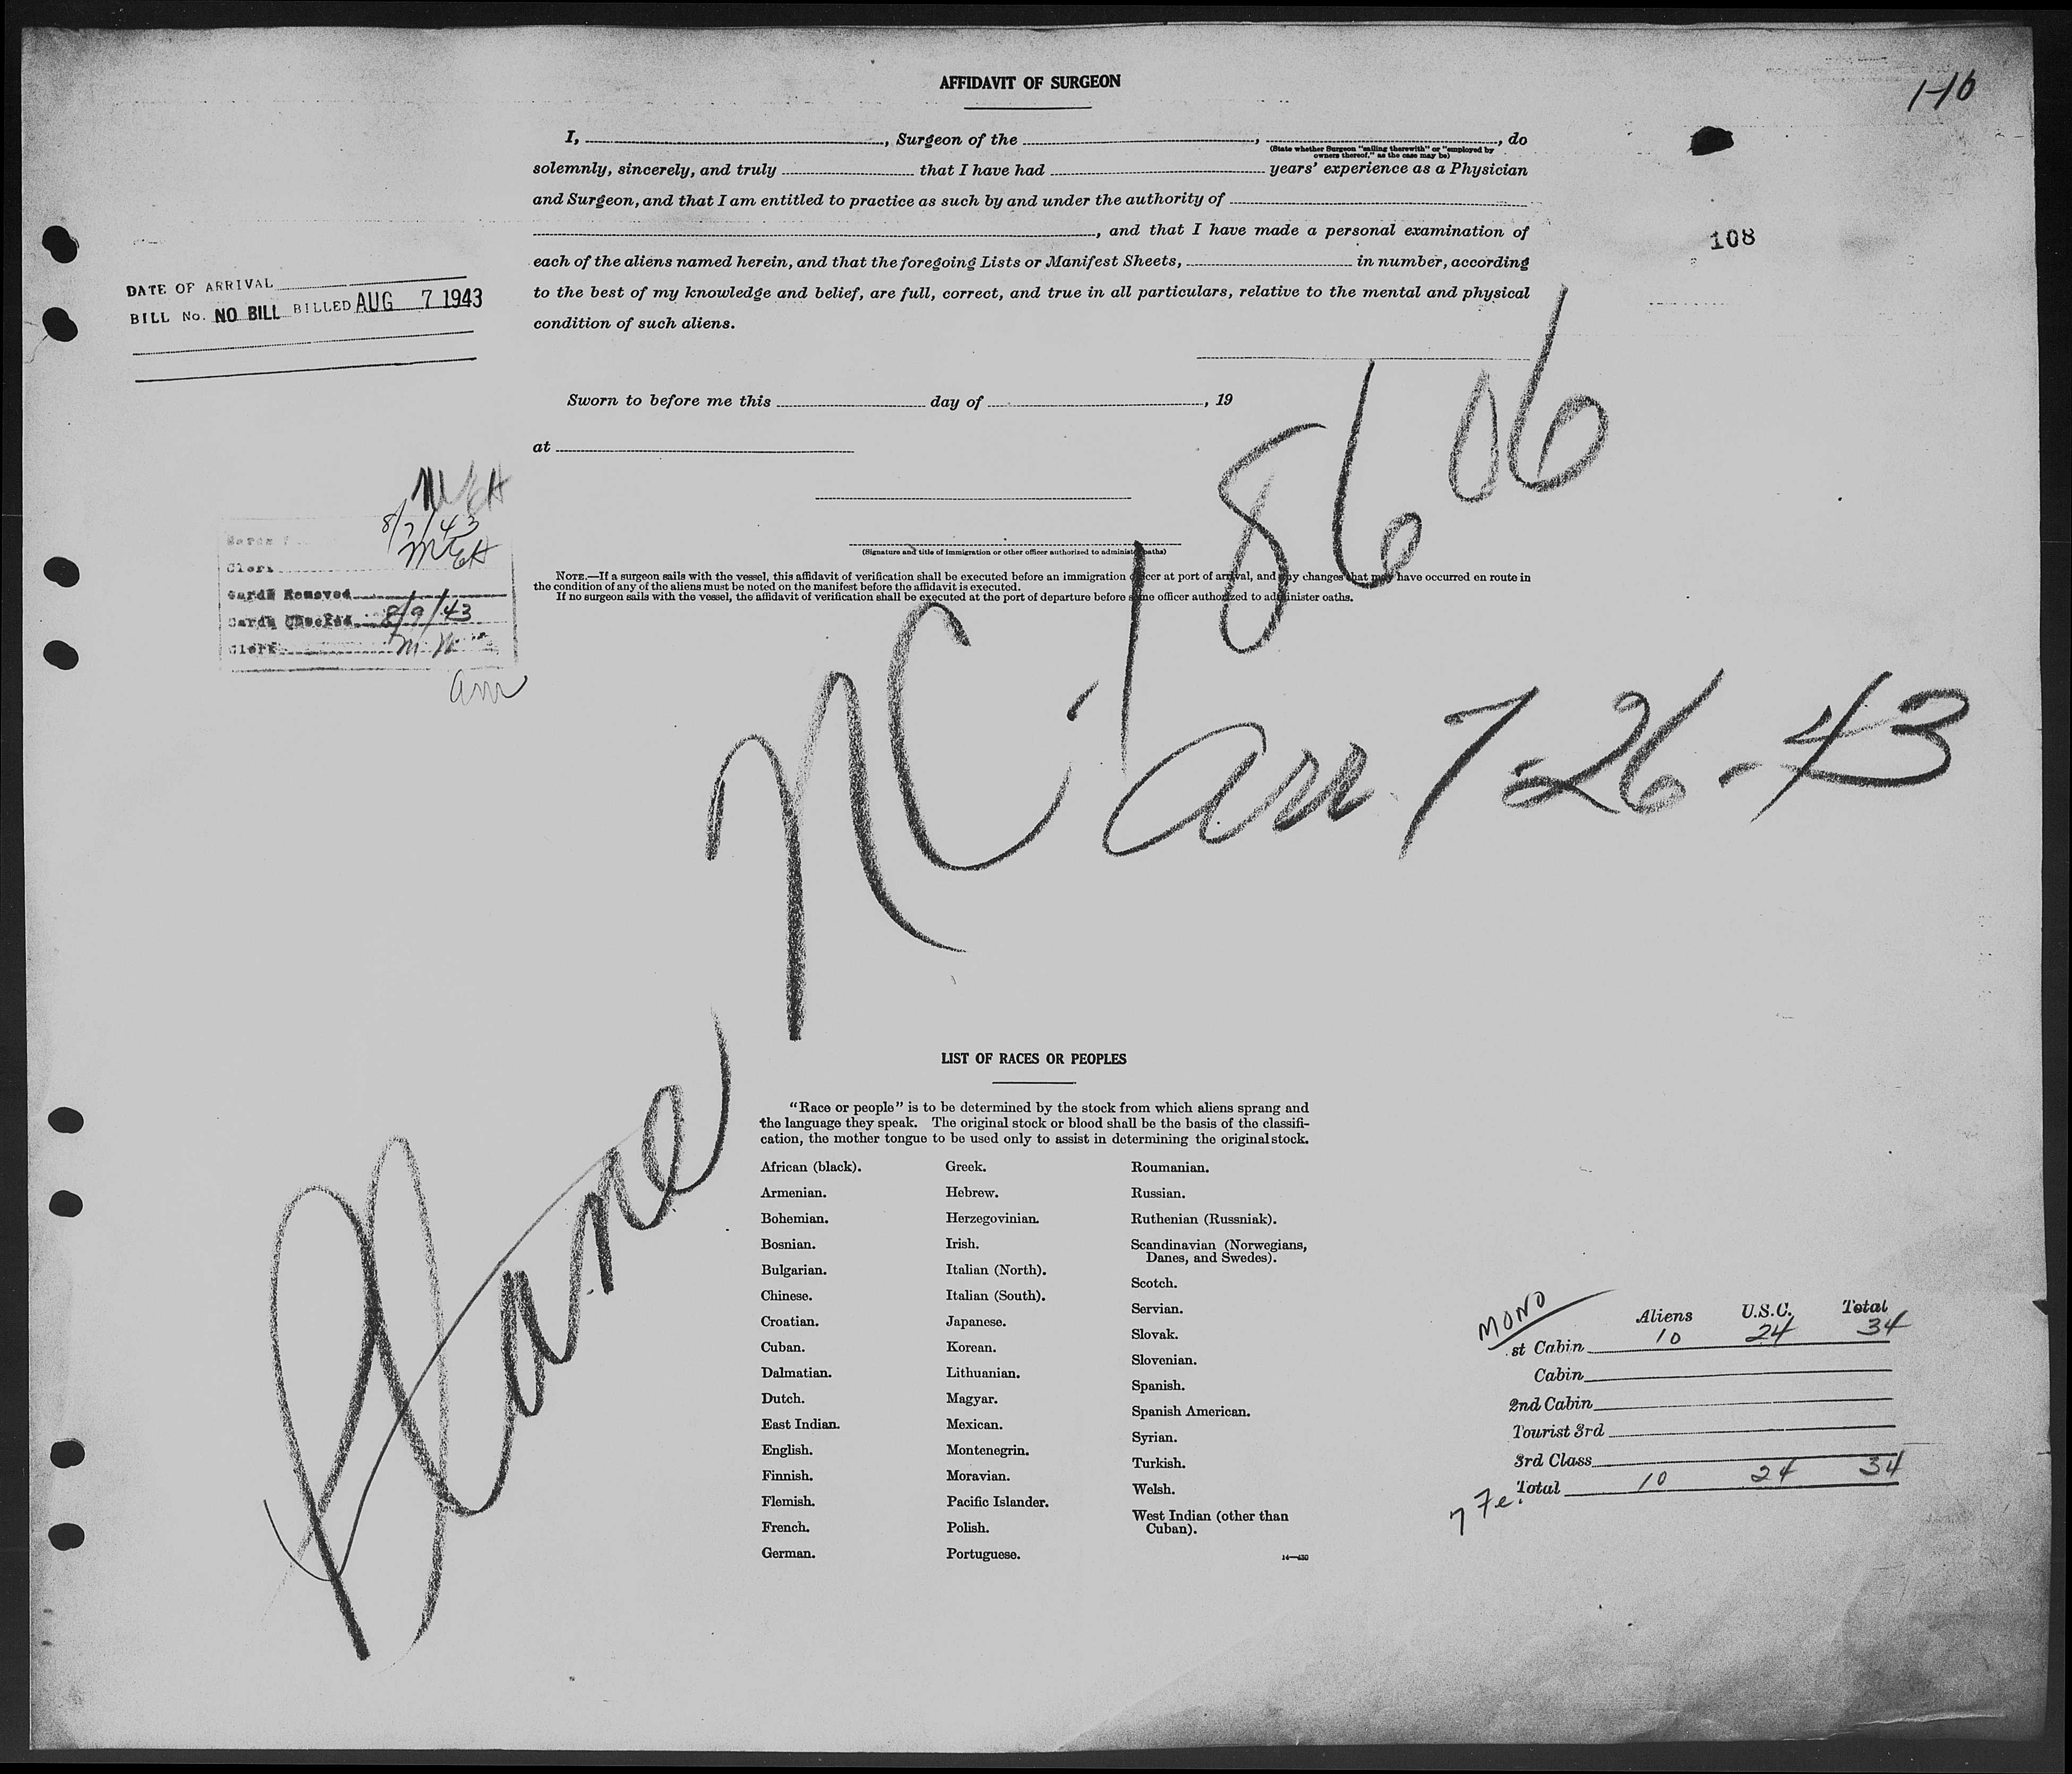 AFFIDAVIT OF SURGEON
1-10
I, , Surgeon of the , , do
(State whether Surgeon "sailing therewith" or "employed by
owners thereof," as the case may be)
solemnly, sincerely, and truly that I have had years' experience as a Physician
and Surgeon, and that I am entitled to practice as such by and under the authority of
, and that I have made a personal examination of
108
each of the aliens named herein, and that the foregoing Lists or Manifest Sheets, in number, according
to the best of my knowledge and belief, are full, correct, and true in all particulars, relative to the mental and physical
condition of such aliens.
DATE OF ARRIVAL
BILL No. NO BILL BILLED AUG 7 1943
Sworn to before me this day of , 19
at
(Signature and title of immigration or other officer authorized to administer oaths)
NOTE.—If a surgeon sails with the vessel, this affidavit of verification shall be executed before an immigration officer at port of arrival, and any changes that may have occurred en route in
the condition of any of the aliens must be noted on the manifest before the affidavit is executed.
If no surgeon sails with the vessel, the affidavit of verification shall be executed at the port of departure before some officer authorized to administer oaths.
8/7/43
Clerk
Cards Removed
Cards Checked 8/9/43
Clerk
Plane NC-18606
arr 7-26-43
LIST OF RACES OR PEOPLES
"Race or people" is to be determined by the stock from which aliens sprang and
the language they speak. The original stock or blood shall be the basis of the classifi-
cation, the mother tongue to be used only to assist in determining the original stock.
African (black).
Armenian.
Bohemian.
Bosnian.
Bulgarian.
Chinese.
Croatian.
Cuban.
Dalmatian.
Dutch.
East Indian.
English.
Finnish.
Flemish.
French.
German.
Greek.
Hebrew.
Herzegovinian.
Irish.
Italian (North).
Italian (South).
Japanese.
Korean.
Lithuanian.
Magyar.
Mexican.
Montenegrin.
Moravian.
Pacific Islander.
Polish.
Portuguese.
Roumanian.
Russian.
Ruthenian (Russniak).
Scandinavian (Norwegians,
Danes, and Swedes).
Scotch.
Servian.
Slovak.
Slovenian.
Spanish.
Spanish American.
Syrian.
Turkish.
Welsh.
West Indian (other than
Cuban).
14—430
MONO
Aliens U.S.C. Total
st Cabin 10 24 34
Cabin
2nd Cabin
Tourist 3rd
3rd Class
Total 10 24 34
7 Fe.